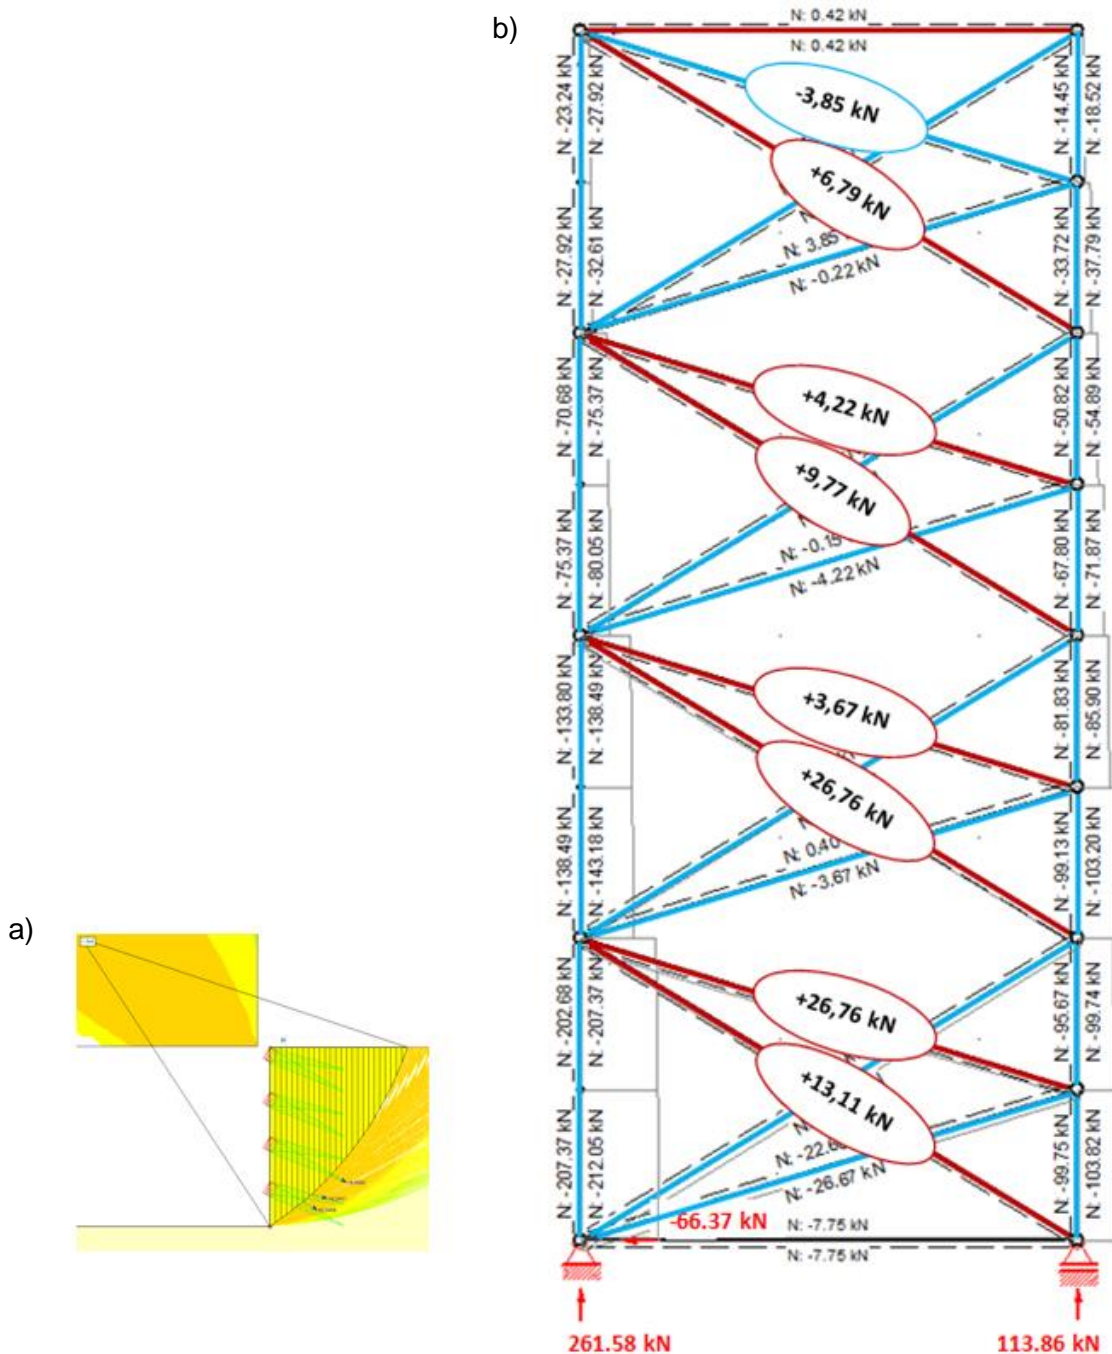 b)
N: 0.42 kN
N: 0.42 kN
N: -23.24 kN
N: -27.92 kN
-3,85 kN
N: -14.45 kN
N: -18.52 kN
+6,79 kN
N: -27.92 kN
N: -32.61 kN
N: 3.85
N: -0.22 kN
N: -33.72 kN
N: -37.79 kN
N: -70.68 kN
N: -75.37 kN
+4,22 kN
N: -50.82 kN
N: -54.89 kN
+9,77 kN
N: -75.37 kN
N: -80.05 kN
N: -0.15
N: -4.22 kN
N: -67.80 kN
N: -71.87 kN
N: -133.80 kN
N: -138.49 kN
+3,67 kN
N: -81.83 kN
N: -85.90 kN
+26,76 kN
N: -138.49 kN
N: -143.18 kN
N: 0.40
N: -3.67 kN
N: -99.13 kN
N: -103.20 kN
a)
N: -202.68 kN
N: -207.37 kN
+26,76 kN
N: -95.67 kN
N: -99.74 kN
+13,11 kN
N: -207.37 kN
N: -212.05 kN
N: -22.6
N: -26.67 kN
N: -99.75 kN
N: -103.82 kN
-66.37 kN
N: -7.75 kN
N: -7.75 kN
261.58 kN
113.86 kN